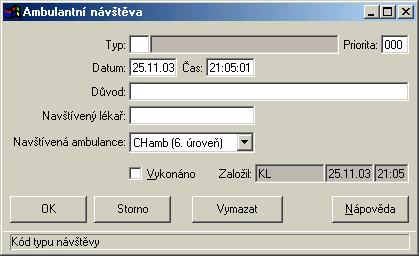 Ambulantní návštěva
Typ: Priorita: 000
Datum: 25.11.03 Čas: 21:05:01
Důvod:
Navštívený lékař:
Navštívená ambulance: CHamb (6. úroveň)
Vykonáno Založil: KL 25.11.03 21:05
OK Storno Vymazat Nápověda
Kód typu návštěvy